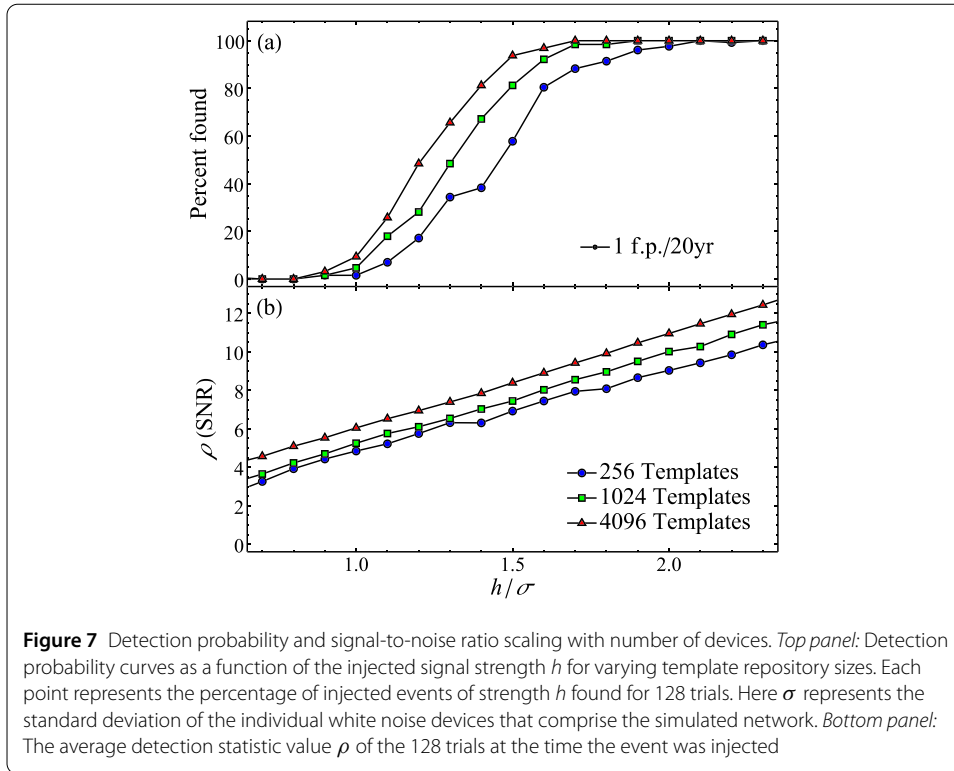 (a)
100
80
60
40
20
0
Percent found
1 f.p./20yr
(b)
12
10
8
6
4
2
0
ρ (SNR)
256 Templates
1024 Templates
4096 Templates
1.0 1.5 2.0
h/σ
Figure 7 Detection probability and signal-to-noise ratio scaling with number of devices. Top panel: Detection
probability curves as a function of the injected signal strength h for varying template repository sizes. Each
point represents the percentage of injected events of strength h found for 128 trials. Here σ represents the
standard deviation of the individual white noise devices that comprise the simulated network. Bottom panel:
The average detection statistic value ρ of the 128 trials at the time the event was injected